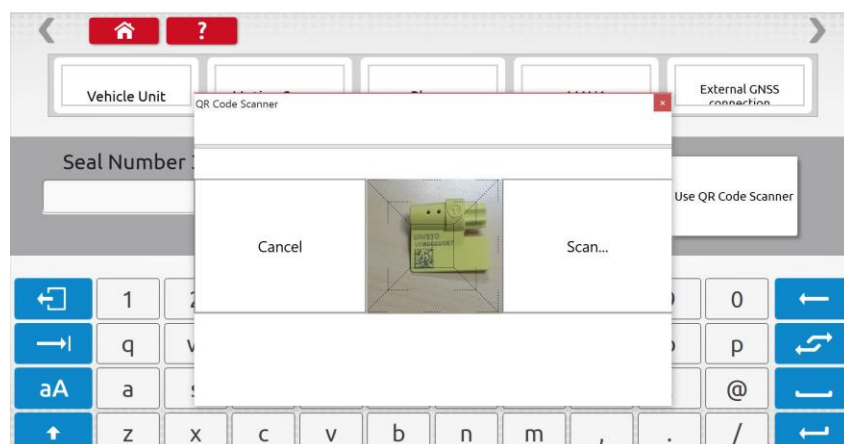 ?
Vehicle Unit
External GNSS
connection
QR Code Scanner
Seal Number
Use QR Code Scanner
Cancel
UNISIG
Scan...
1
0
q
p
aA
a
@
z
x
c
v
b
n
m
,
.
/